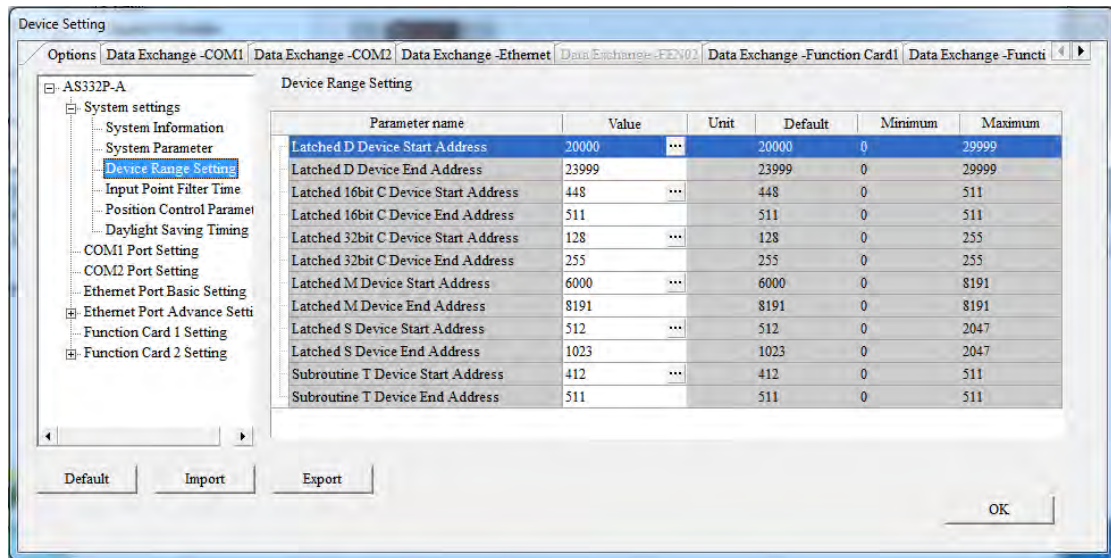 Device Setting
Options Data Exchange -COM1 Data Exchange -COM2 Data Exchange -Ethernet Data Exchange -FEN02 Data Exchange -Function Card1 Data Exchange -Functi
AS332P-A
System settings
System Information
System Parameter
Device Range Setting
Input Point Filter Time
Position Control Paramet
Daylight Saving Timing
COM1 Port Setting
COM2 Port Setting
Ethernet Port Basic Setting
Ethernet Port Advance Setti
Function Card 1 Setting
Function Card 2 Setting
Device Range Setting
Parameter name Value Unit Default Minimum Maximum
Latched D Device Start Address 20000 ... 20000 0 29999
Latched D Device End Address 23999 23999 0 29999
Latched 16bit C Device Start Address 448 ... 448 0 511
Latched 16bit C Device End Address 511 511 0 511
Latched 32bit C Device Start Address 128 ... 128 0 255
Latched 32bit C Device End Address 255 255 0 255
Latched M Device Start Address 6000 ... 6000 0 8191
Latched M Device End Address 8191 8191 0 8191
Latched S Device Start Address 512 ... 512 0 2047
Latched S Device End Address 1023 1023 0 2047
Subroutine T Device Start Address 412 ... 412 0 511
Subroutine T Device End Address 511 511 0 511
Default Import Export
OK